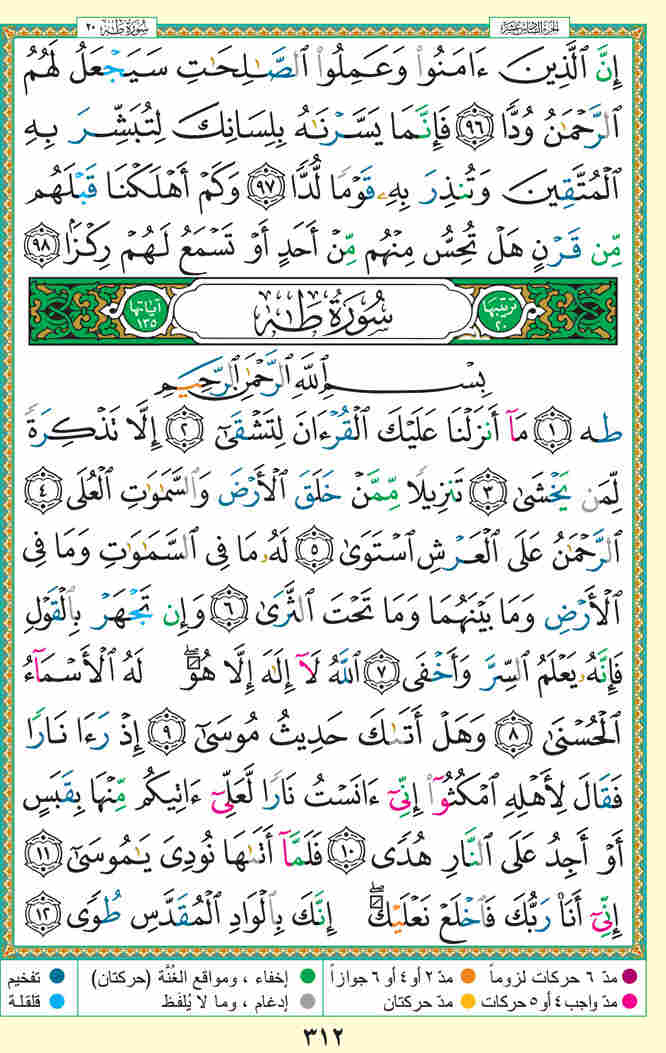 الجزء السادس عشر
سورة طه ٢٠
إِنَّ ٱلَّذِينَ ءَامَنُوا۟ وَعَمِلُوا۟ ٱلصَّـٰلِحَـٰتِ سَيَجْعَلُ لَهُمُ
ٱلرَّحْمَـٰنُ وُدًّا ٩٦ فَإِنَّمَا يَسَّرْنَـٰهُ بِلِسَانِكَ لِتُبَشِّرَ بِهِ
ٱلْمُتَّقِينَ وَتُنذِرَ بِهِۦ قَوْمًا لُّدًّا ٩٧ وَكَمْ أَهْلَكْنَا قَبْلَهُم
مِّن قَرْنٍ هَلْ تُحِسُّ مِنْهُم مِّنْ أَحَدٍ أَوْ تَسْمَعُ لَهُمْ رِكْزًۢا ٩٨
ترتيبها ٢٠ سُورَةُ طه آياتها ١٣٥
بِسْمِ ٱللَّهِ ٱلرَّحْمَـٰنِ ٱلرَّحِيمِ
طه ١ مَآ أَنزَلْنَا عَلَيْكَ ٱلْقُرْءَانَ لِتَشْقَىٰٓ ٢ إِلَّا تَذْكِرَةً
لِّمَن يَخْشَىٰ ٣ تَنزِيلًا مِّمَّنْ خَلَقَ ٱلْأَرْضَ وَٱلسَّمَـٰوَٰتِ ٱلْعُلَى ٤
ٱلرَّحْمَـٰنُ عَلَى ٱلْعَرْشِ ٱسْتَوَىٰ ٥ لَهُۥ مَا فِى ٱلسَّمَـٰوَٰتِ وَمَا فِى
ٱلْأَرْضِ وَمَا بَيْنَهُمَا وَمَا تَحْتَ ٱلثَّرَىٰ ٦ وَإِن تَجْهَرْ بِٱلْقَوْلِ
فَإِنَّهُۥ يَعْلَمُ ٱلسِّرَّ وَأَخْفَى ٧ ٱللَّهُ لَآ إِلَـٰهَ إِلَّا هُوَ ۖ لَهُ ٱلْأَسْمَآءُ
ٱلْحُسْنَىٰ ٨ وَهَلْ أَتَىٰكَ حَدِيثُ مُوسَىٰٓ ٩ إِذْ رَءَا نَارًا
فَقَالَ لِأَهْلِهِ ٱمْكُثُوٓا۟ إِنِّىٓ ءَانَسْتُ نَارًا لَّعَلِّىٓ ءَاتِيكُم مِّنْهَا بِقَبَسٍ
أَوْ أَجِدُ عَلَى ٱلنَّارِ هُدًى ١٠ فَلَمَّآ أَتَىٰهَا نُودِىَ يَـٰمُوسَىٰٓ ١١
إِنِّىٓ أَنَا۠ رَبُّكَ فَٱخْلَعْ نَعْلَيْكَ ۖ إِنَّكَ بِٱلْوَادِ ٱلْمُقَدَّسِ طُوًى ١٢
مدّ ٦ حركات لزوماً مدّ ٢ أو ٤ أو ٦ جوازاً إخفاء ، ومواقع الغُنَّة (حركتان) تفخيم
مدّ واجب ٤ أو ٥ حركات مدّ حركتان إدغام ، وما لا يُلفَظ قلقلة
٣١٢